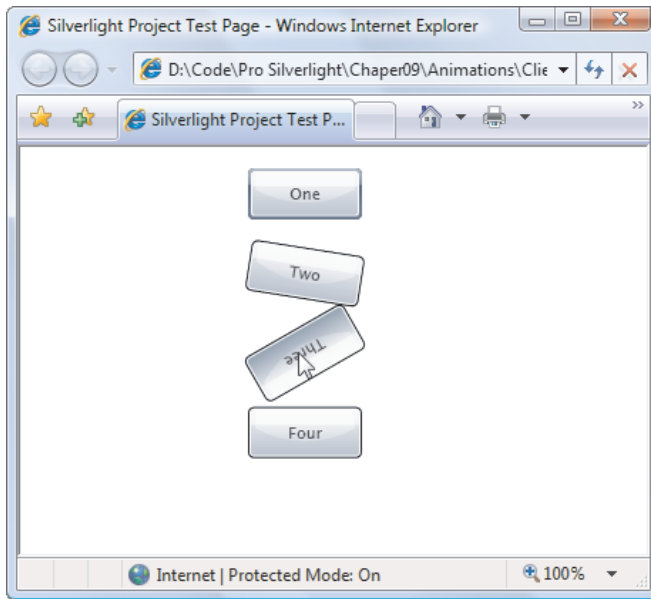 Silverlight Project Test Page - Windows Internet Explorer
D:\Code\Pro Silverlight\Chaper09\Animations\Clie
Silverlight Project Test P...
One
Two
Three
Four
Internet | Protected Mode: On
100%